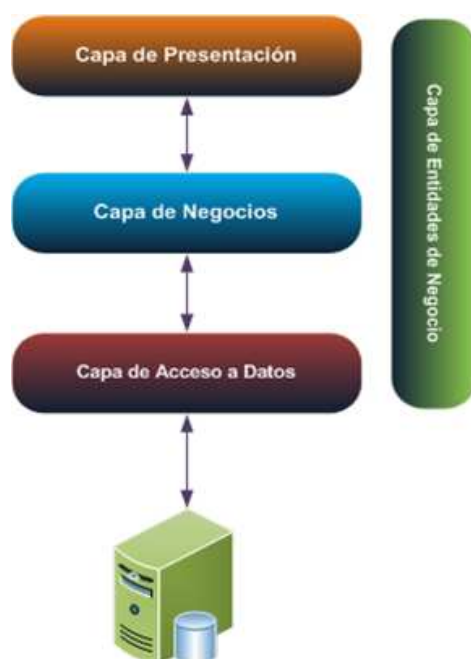 Capa de Presentación
Capa de Negocios
Capa de Acceso a Datos
Capa de Entidades de Negocio